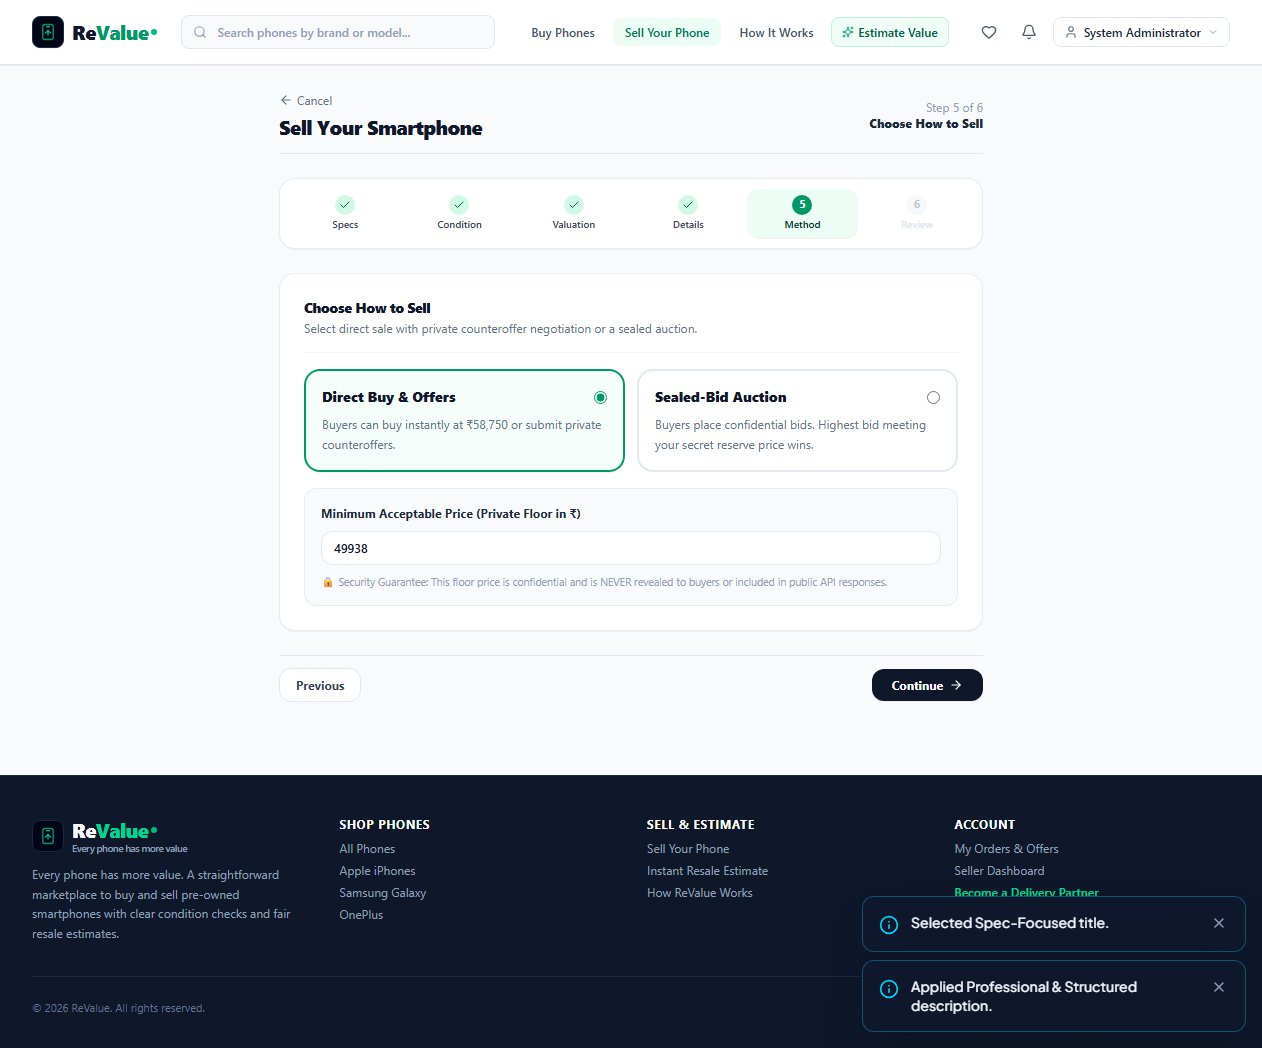 ReValue
Search phones by brand or model...
Buy Phones
Sell Your Phone
How It Works
Estimate Value
System Administrator
Cancel
Sell Your Smartphone
Step 5 of 6
Choose How to Sell
Specs
Condition
Valuation
Details
5
Method
6
Review
Choose How to Sell
Select direct sale with private counteroffer negotiation or a sealed auction.
Direct Buy & Offers
Buyers can buy instantly at ₹58,750 or submit private
counteroffers.
Sealed-Bid Auction
Buyers place confidential bids. Highest bid meeting
your secret reserve price wins.
Minimum Acceptable Price (Private Floor in ₹)
49938
🔒 Security Guarantee: This floor price is confidential and is NEVER revealed to buyers or included in public API responses.
Previous
Continue
ReValue
Every phone has more value
Every phone has more value. A straightforward
marketplace to buy and sell pre-owned
smartphones with clear condition checks and fair
resale estimates.
SHOP PHONES
All Phones
Apple iPhones
Samsung Galaxy
OnePlus
SELL & ESTIMATE
Sell Your Phone
Instant Resale Estimate
How ReValue Works
ACCOUNT
My Orders & Offers
Seller Dashboard
Become a Delivery Partner
Selected Spec-Focused title.
Applied Professional & Structured
description.
© 2026 ReValue. All rights reserved.